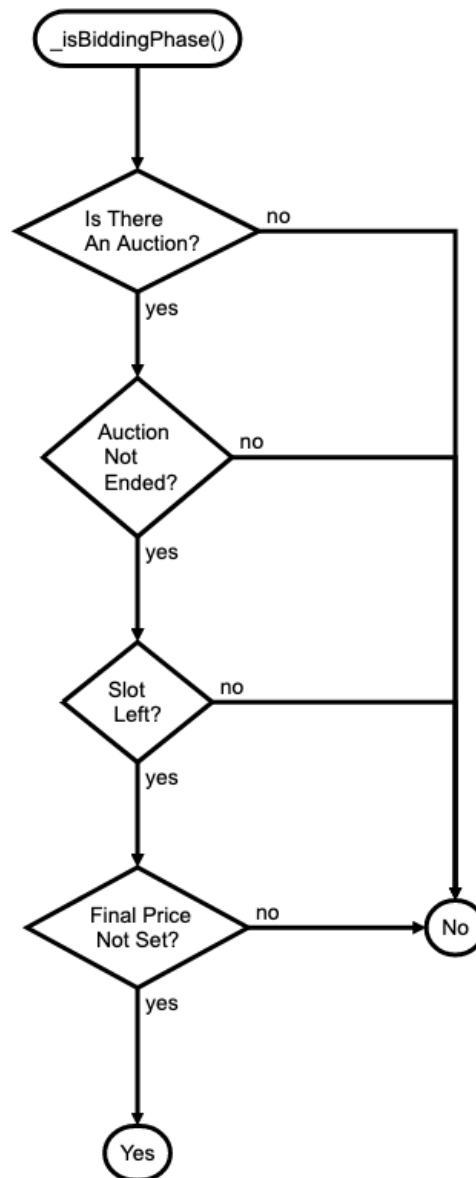 _isBiddingPhase()
Is There
An Auction?
no
yes
Auction
Not
Ended?
no
yes
Slot
Left?
no
yes
Final Price
Not Set?
no
No
yes
Yes